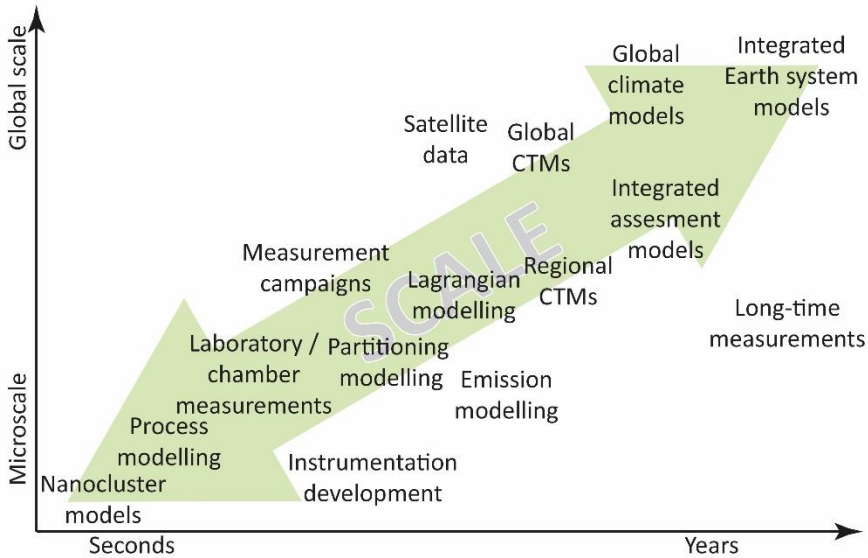 Global scale
Microscale
Global
climate
models
Integrated
Earth system
models
Satellite
data
Global
CTMs
Integrated
assesment
models
Measurement
campaigns
SCALE
Lagrangian
modelling
Regional
CTMs
Long-time
measurements
Laboratory /
chamber
measurements
Partitioning
modelling
Emission
modelling
Process
modelling
Instrumentation
development
Nanocluster
models
Seconds
Years